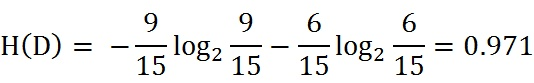 H(D) = −9/15 log₂ 9/15 − 6/15 log₂ 6/15 = 0.971